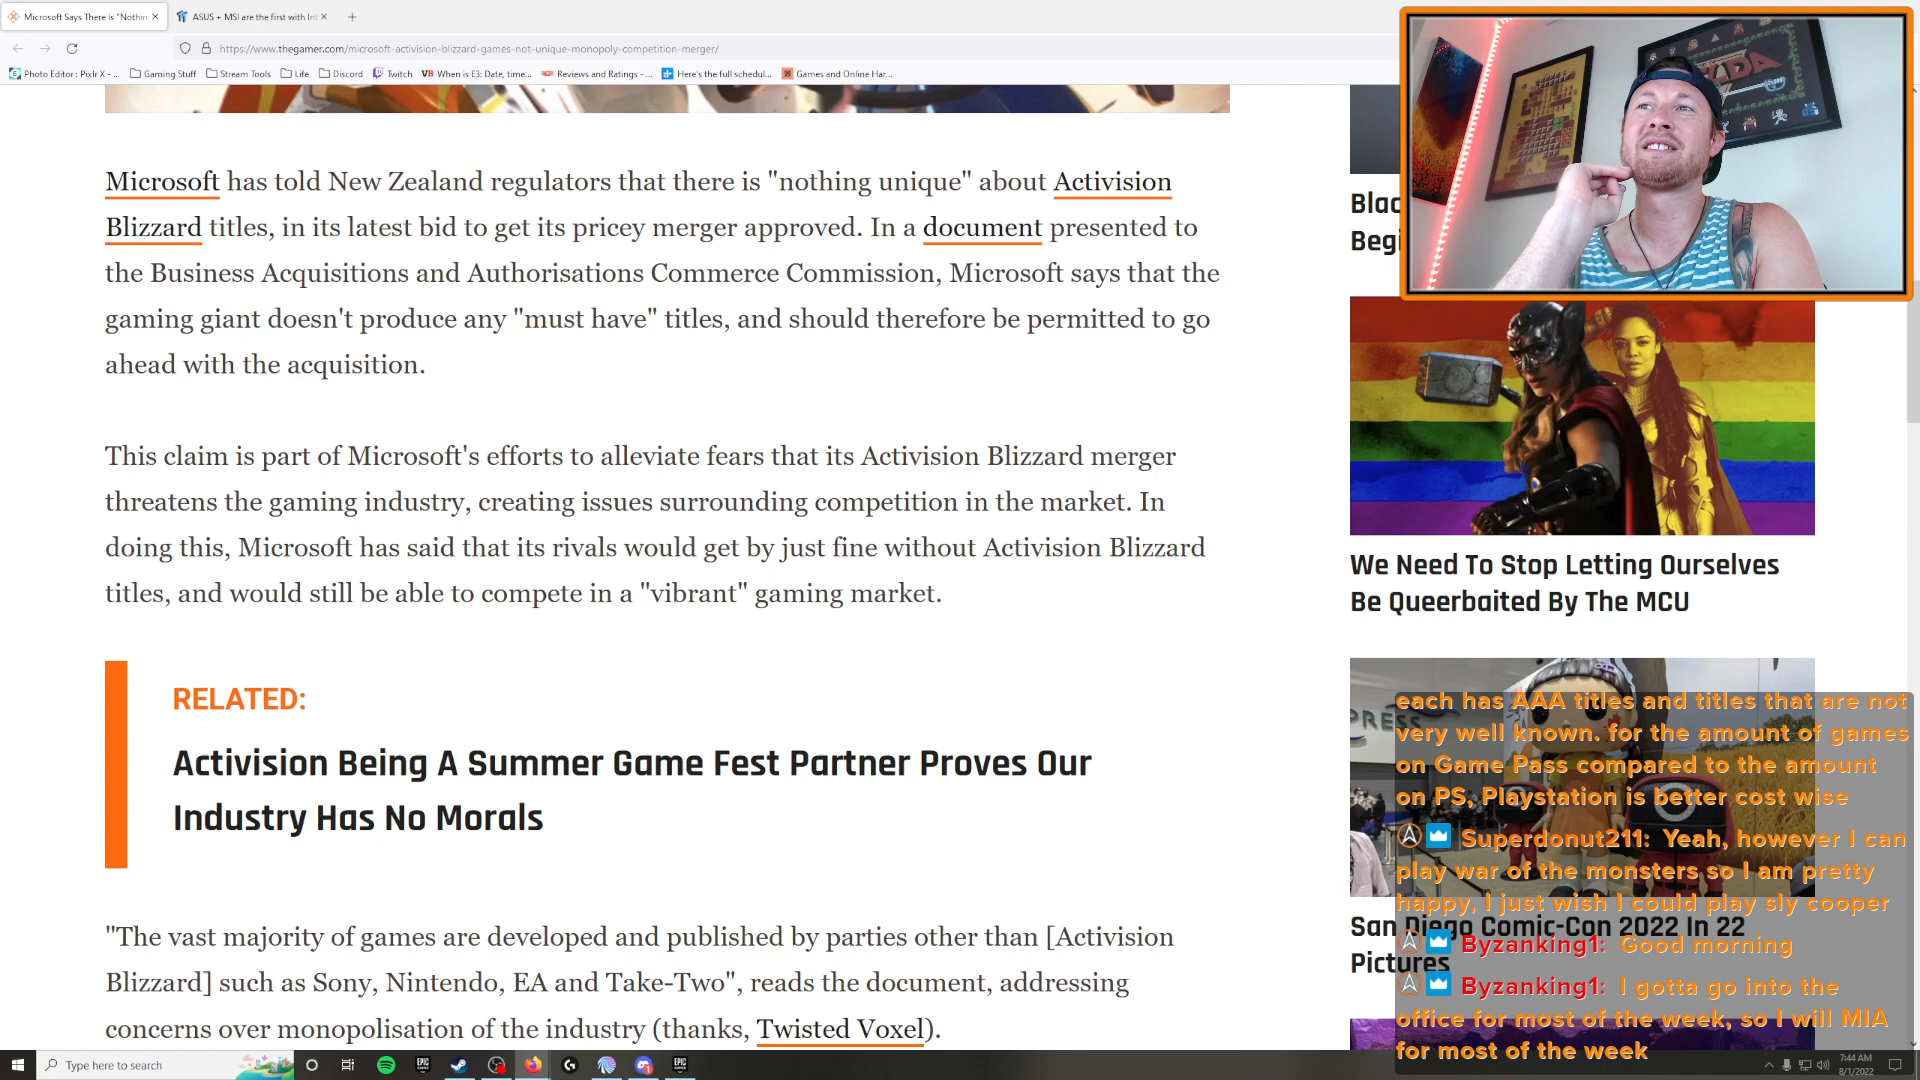 Microsoft Says There Is "Nothin
ASUS + MSI are the first with Int
https://www.thegamer.com/microsoft-activision-blizzard-games-not-unique-monopoly-competition-merger/
Photo Editor : Pixlr X - ...
Gaming Stuff
Stream Tools
Life
Discord
Twitch
When is E3: Date, time...
Reviews and Ratings - ...
Here's the full schedul...
Games and Online Har...
Microsoft has told New Zealand regulators that there is "nothing unique" about Activision
Blizzard titles, in its latest bid to get its pricey merger approved. In a document presented to
the Business Acquisitions and Authorisations Commerce Commission, Microsoft says that the
gaming giant doesn't produce any "must have" titles, and should therefore be permitted to go
ahead with the acquisition.
This claim is part of Microsoft's efforts to alleviate fears that its Activision Blizzard merger
threatens the gaming industry, creating issues surrounding competition in the market. In
doing this, Microsoft has said that its rivals would get by just fine without Activision Blizzard
titles, and would still be able to compete in a "vibrant" gaming market.
RELATED:
Activision Being A Summer Game Fest Partner Proves Our
Industry Has No Morals
"The vast majority of games are developed and published by parties other than [Activision
Blizzard] such as Sony, Nintendo, EA and Take-Two", reads the document, addressing
concerns over monopolisation of the industry (thanks, Twisted Voxel).
Blac
Begi
We Need To Stop Letting Ourselves
Be Queerbaited By The MCU
San Diego Comic-Con 2022 In 22
Pictures
each has AAA titles and titles that are not
very well known. for the amount of games
on Game Pass compared to the amount
on PS, Playstation is better cost wise
Superdonut211: Yeah, however I can
play war of the monsters so I am pretty
happy, I just wish I could play sly cooper
Byzanking1: Good morning
Byzanking1: I gotta go into the
office for most of the week, so I will MIA
for most of the week
Type here to search
7:44 AM
8/1/2022